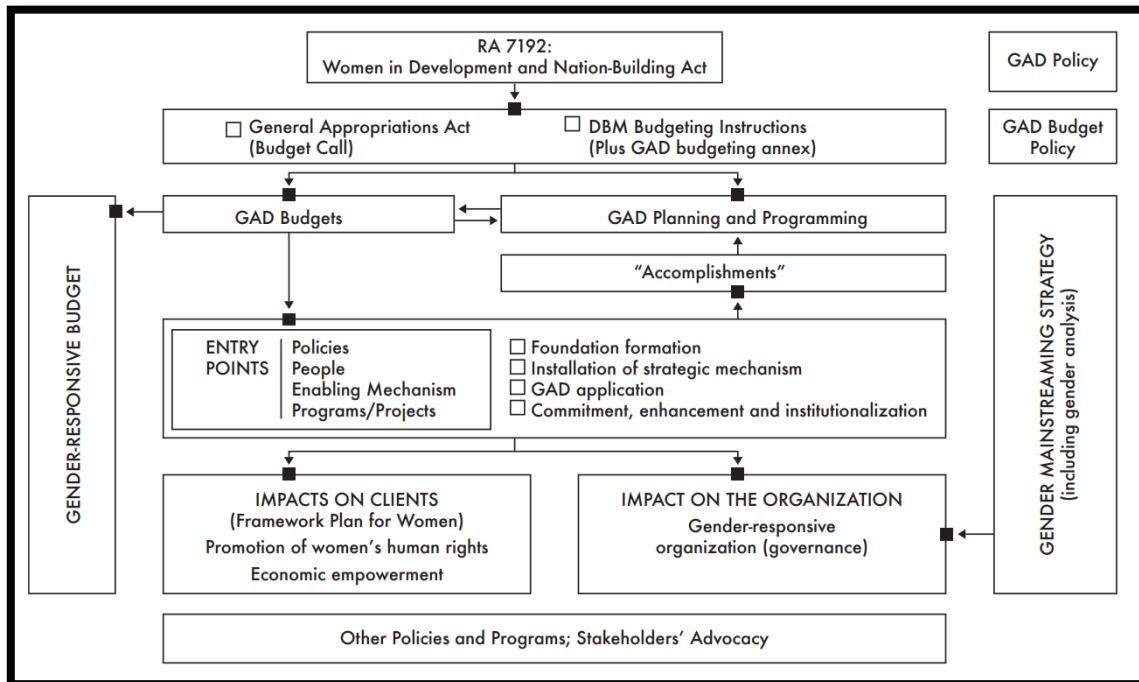 RA 7192:
Women in Development and Nation-Building Act
GAD Policy
General Appropriations Act
(Budget Call)
DBM Budgeting Instructions
(Plus GAD budgeting annex)
GAD Budget
Policy
GENDER-RESPONSIVE BUDGET
GAD Budgets
GAD Planning and Programming
"Accomplishments"
ENTRY
POINTS
Policies
People
Enabling Mechanism
Programs/Projects
Foundation formation
Installation of strategic mechanism
GAD application
Commitment, enhancement and institutionalization
GENDER MAINSTREAMING STRATEGY
(including gender analysis)
IMPACTS ON CLIENTS
(Framework Plan for Women)
Promotion of women's human rights
Economic empowerment
IMPACT ON THE ORGANIZATION
Gender-responsive
organization (governance)
Other Policies and Programs; Stakeholders' Advocacy